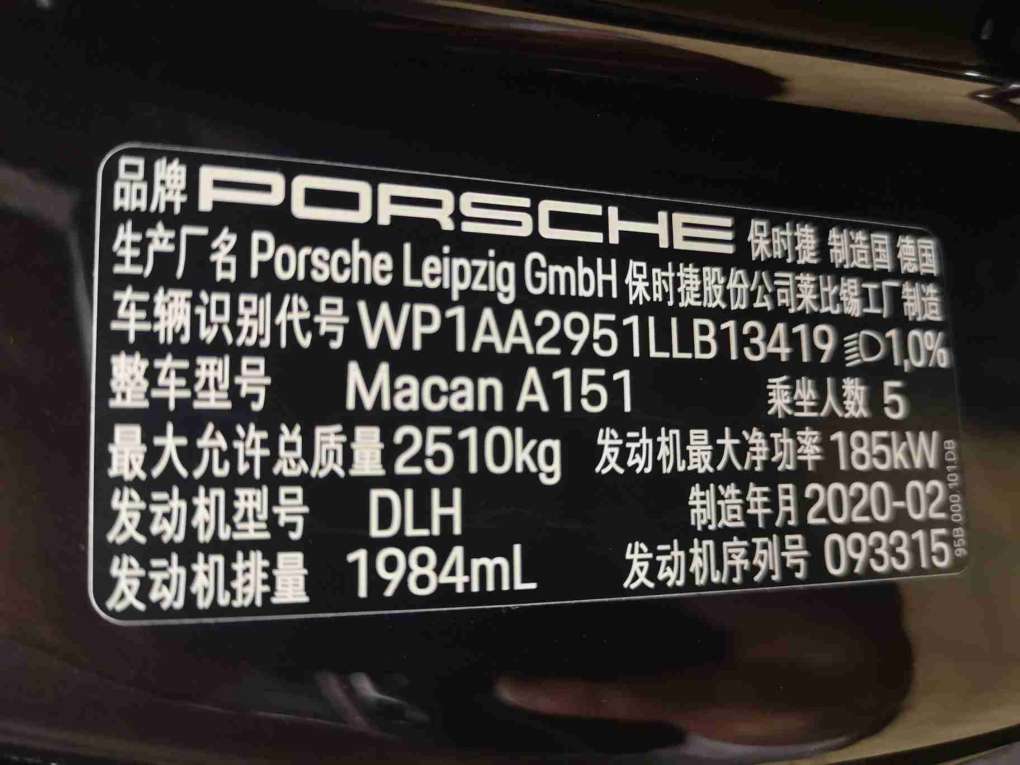 品牌 PORSCHE 保时捷 制造国 德国
生产厂名 Porsche Leipzig GmbH 保时捷股份公司莱比锡工厂制造
车辆识别代号 WP1AA2951LLB13419 1,0%
整车型号 Macan A151 乘坐人数 5
最大允许总质量 2510kg 发动机最大净功率 185kW
发动机型号 DLH 制造年月 2020-02
发动机排量 1984mL 发动机序列号 093315
95B.000.101.DB